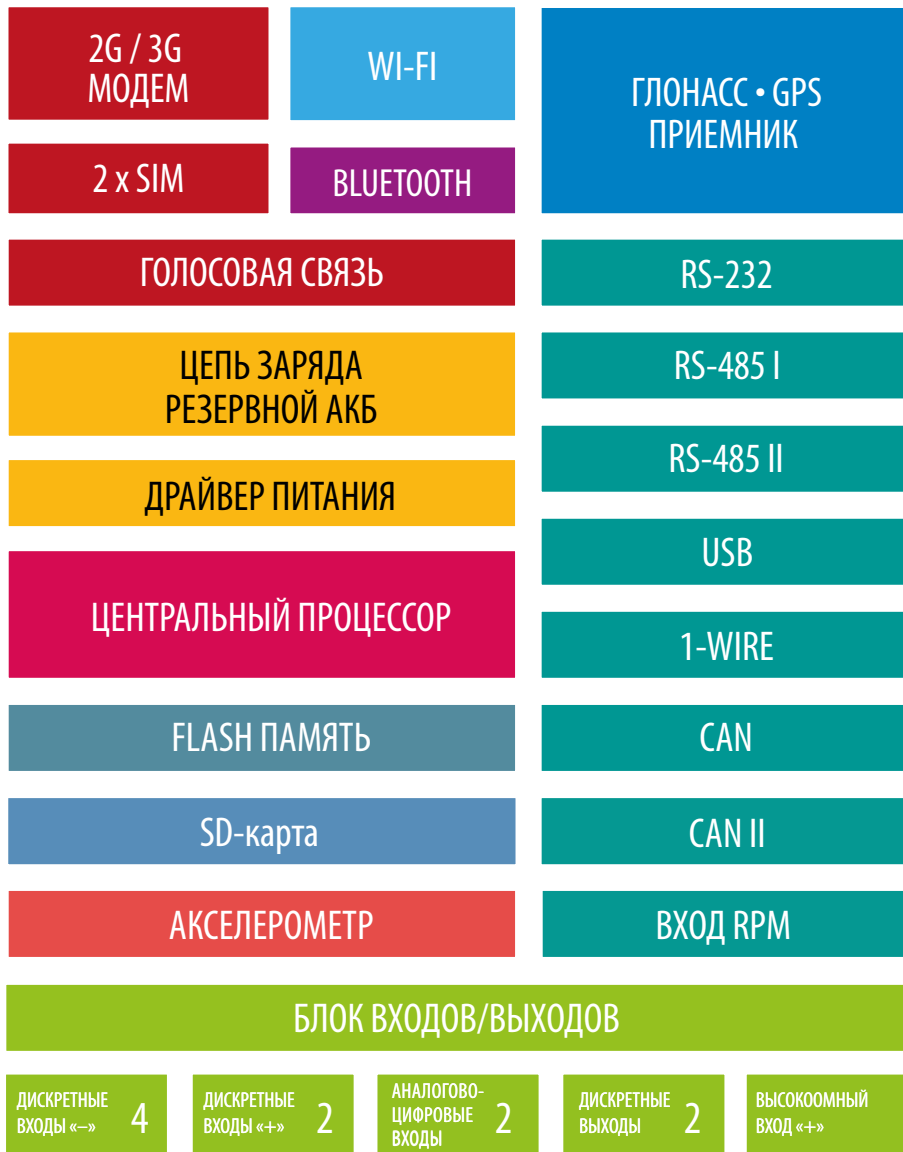 2G / 3G
МОДЕМ
WI-FI
ГЛОНАСС • GPS
ПРИЕМНИК
2 x SIM
BLUETOOTH
ГОЛОСОВАЯ СВЯЗЬ
RS-232
ЦЕПЬ ЗАРЯДА
РЕЗЕРВНОЙ АКБ
RS-485 I
RS-485 II
ДРАЙВЕР ПИТАНИЯ
USB
ЦЕНТРАЛЬНЫЙ ПРОЦЕССОР
1-WIRE
FLASH ПАМЯТЬ
CAN
SD-карта
CAN II
АКСЕЛЕРОМЕТР
ВХОД RPM
БЛОК ВХОДОВ/ВЫХОДОВ
ДИСКРЕТНЫЕ
ВХОДЫ «–»
4
ДИСКРЕТНЫЕ
ВХОДЫ «+»
2
АНАЛОГОВО-
ЦИФРОВЫЕ
ВХОДЫ
2
ДИСКРЕТНЫЕ
ВЫХОДЫ
2
ВЫСОКООМНЫЙ
ВХОД «+»